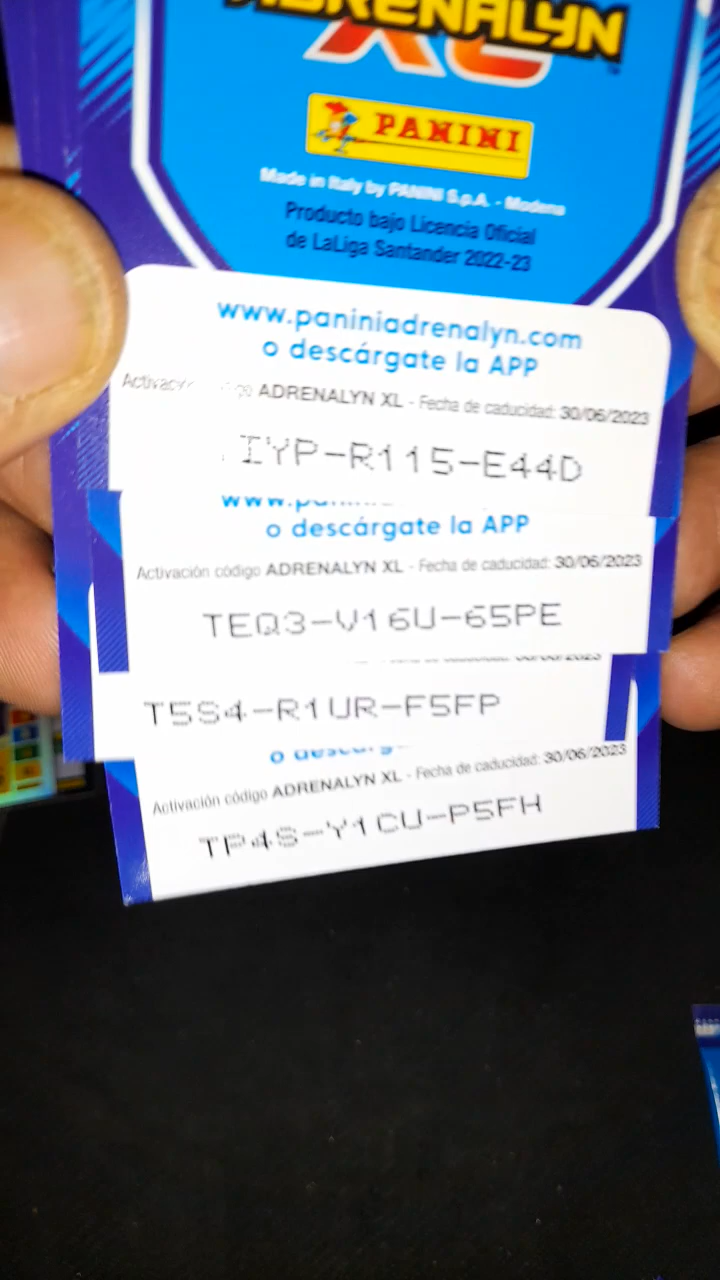 ADRENALYN
XL
PANINI
Made in Italy by PANINI S.p.A. - Modena
Producto bajo Licencia Oficial
de LaLiga Santander 2022-23
www.paniniadrenalyn.com
o descárgate la APP
ADRENALYN XL - Fecha de caducidad: 30/06/2023
IYP-R115-E44D
o descárgate la APP
Activación código ADRENALYN XL - Fecha de caducidad: 30/06/2023
TEQ3-V16U-65PE
T5S4-R1UR-F5FP
Activación código ADRENALYN XL - Fecha de caducidad: 30/06/2023
TP4S-Y1CU-P5FH